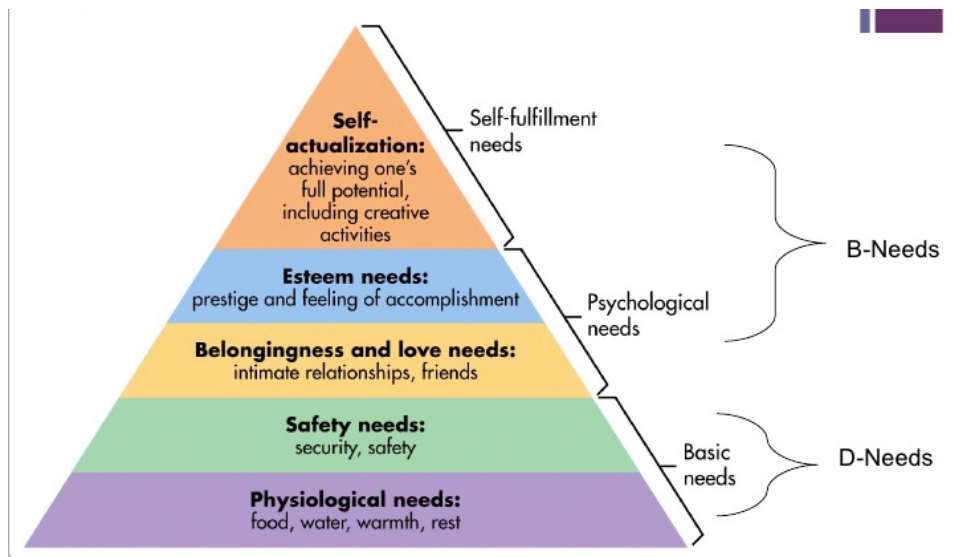 Self-
actualization:
achieving one's
full potential,
including creative
activities
Self-fulfillment
needs
Esteem needs:
prestige and feeling of accomplishment
Belongingness and love needs:
intimate relationships, friends
Psychological
needs
Safety needs:
security, safety
Physiological needs:
food, water, warmth, rest
Basic
needs
B-Needs
D-Needs